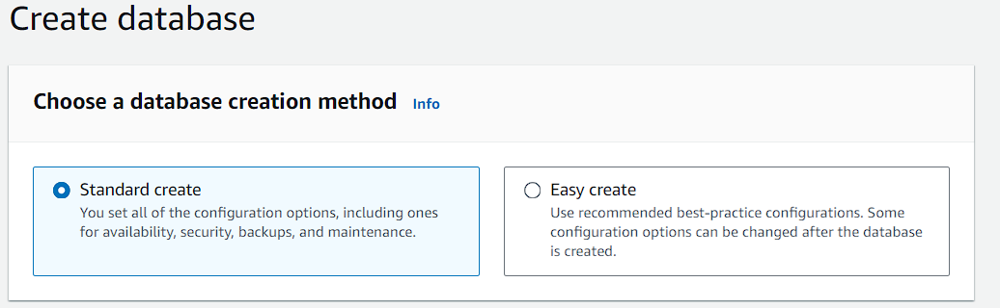 Create database
Choose a database creation method Info
Standard create
You set all of the configuration options, including ones
for availability, security, backups, and maintenance.
Easy create
Use recommended best-practice configurations. Some
configuration options can be changed after the database
is created.